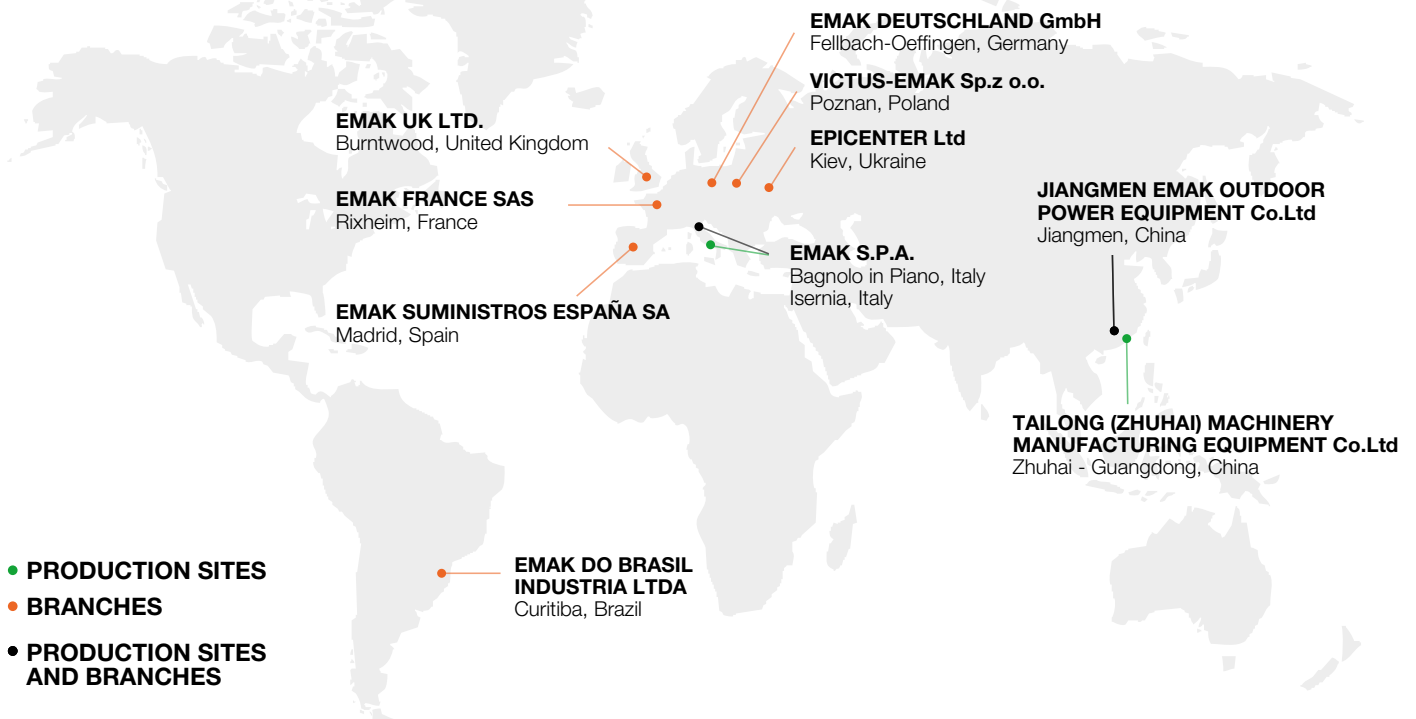 EMAK DEUTSCHLAND GmbH
Fellbach-Oeffingen, Germany
VICTUS-EMAK Sp.z o.o.
Poznan, Poland
EMAK UK LTD.
Burntwood, United Kingdom
EPICENTER Ltd
Kiev, Ukraine
EMAK FRANCE SAS
Rixheim, France
JIANGMEN EMAK OUTDOOR
POWER EQUIPMENT Co.Ltd
Jiangmen, China
EMAK S.P.A.
Bagnolo in Piano, Italy
Isernia, Italy
EMAK SUMINISTROS ESPAÑA SA
Madrid, Spain
TAILONG (ZHUHAI) MACHINERY
MANUFACTURING EQUIPMENT Co.Ltd
Zhuhai - Guangdong, China
EMAK DO BRASIL
INDUSTRIA LTDA
Curitiba, Brazil
PRODUCTION SITES
BRANCHES
PRODUCTION SITES
AND BRANCHES